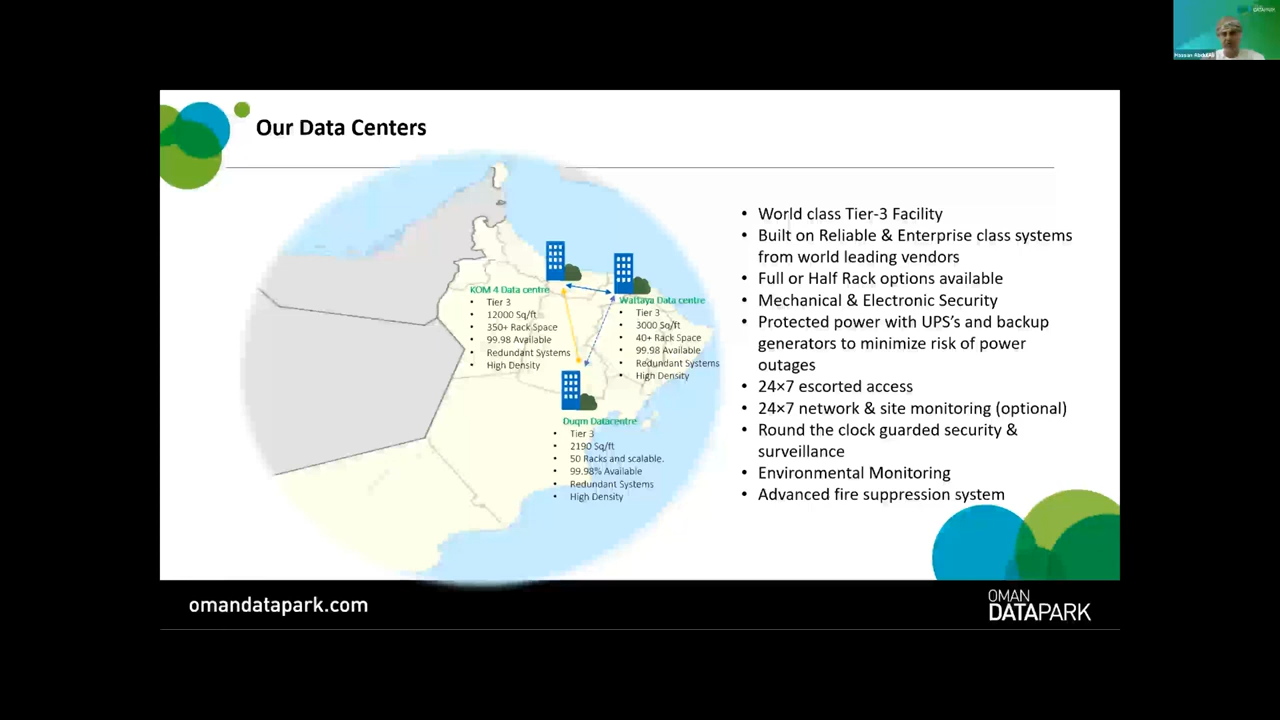 Our Data Centers
KOM 4 Data centre
• Tier 3
• 12000 Sq/ft
• 350+ Rack Space
• 99.98 Available
• Redundant Systems
• High Density
Wattaya Data centre
• Tier 3
• 3000 Sq/ft
• 40+ Rack Space
• 99.98 Available
• Redundant Systems
• High Density
Duqm Datacentre
• Tier 3
• 2190 Sq/ft
• 50 Racks and scalable.
• 99.98% Available
• Redundant Systems
• High Density
• World class Tier-3 Facility
• Built on Reliable & Enterprise class systems
from world leading vendors
• Full or Half Rack options available
• Mechanical & Electronic Security
• Protected power with UPS's and backup
generators to minimize risk of power
outages
• 24×7 escorted access
• 24×7 network & site monitoring (optional)
• Round the clock guarded security &
surveillance
• Environmental Monitoring
• Advanced fire suppression system
omandatapark.com
OMAN
DATAPARK